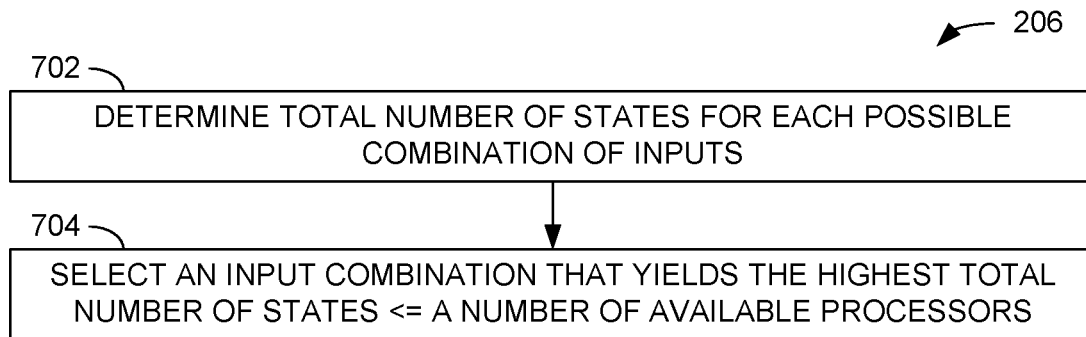 206
702
DETERMINE TOTAL NUMBER OF STATES FOR EACH POSSIBLE
COMBINATION OF INPUTS
704
SELECT AN INPUT COMBINATION THAT YIELDS THE HIGHEST TOTAL
NUMBER OF STATES <= A NUMBER OF AVAILABLE PROCESSORS